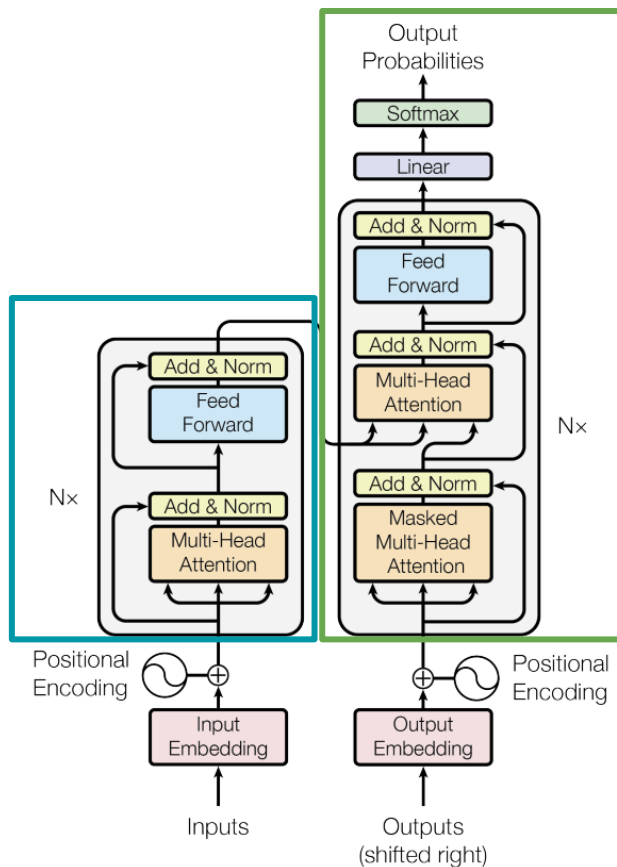 Output
Probabilities
Softmax
Linear
Add & Norm
Feed
Forward
Add & Norm
Multi-Head
Attention
N×
Add & Norm
Masked
Multi-Head
Attention
Add & Norm
Feed
Forward
N×
Add & Norm
Multi-Head
Attention
Positional
Encoding
Positional
Encoding
Input
Embedding
Output
Embedding
Inputs
Outputs
(shifted right)